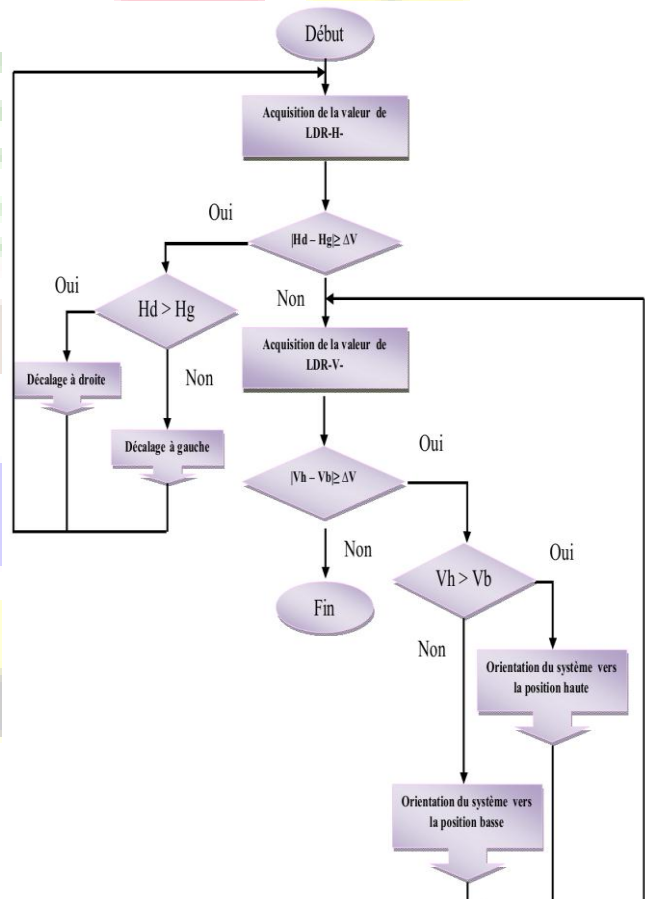 Début
Acquisition de la valeur de
LDR-H-
Oui
|Hd – Hg|≥ ΔV
Oui
Non
Hd > Hg
Acquisition de la valeur de
LDR-V-
Décalage à droite
Non
Décalage à gauche
Oui
|Vh – Vb|≥ ΔV
Non
Oui
Vh > Vb
Fin
Non
Orientation du système vers
la position haute
Orientation du système vers
la position basse